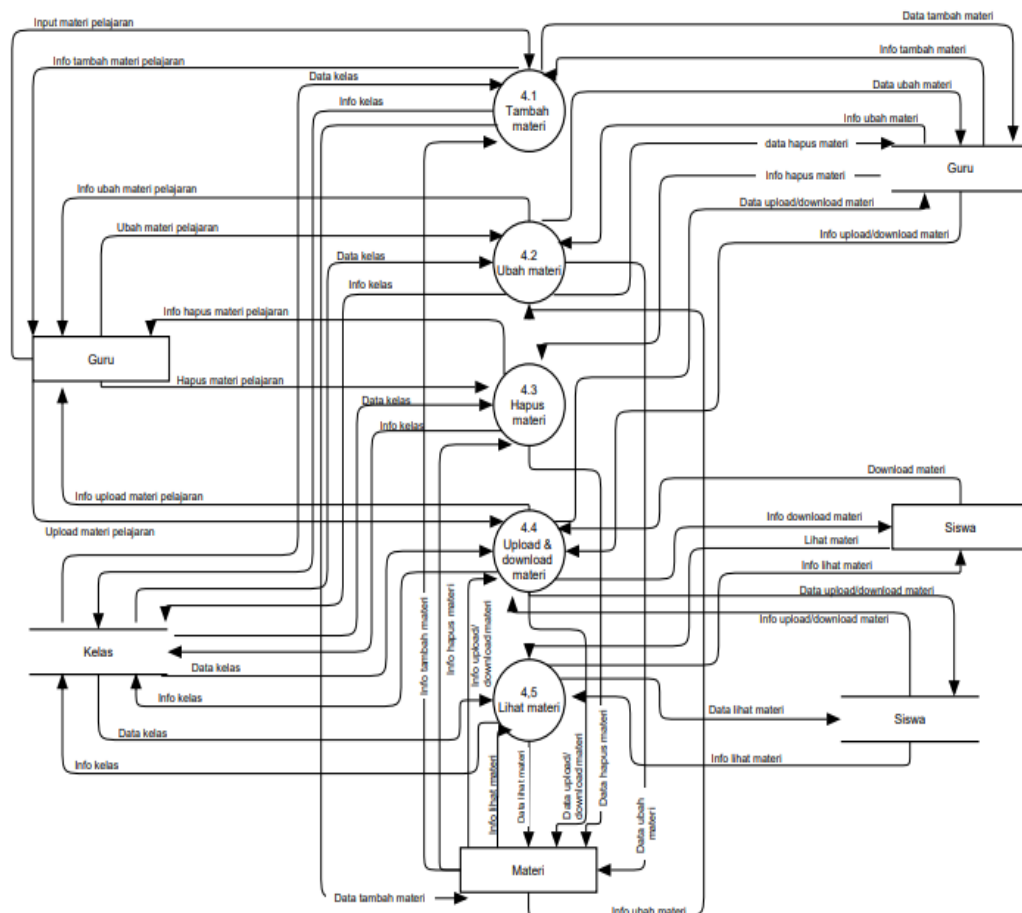 Input materi pelajaran
Data tambah materi
Info tambah materi pelajaran
Info tambah materi
Data kelas
Info kelas
4.1
Tambah
materi
Data ubah materi
Info ubah materi
data hapus materi
Guru
Info hapus materi
Info ubah materi pelajaran
Data upload/download materi
Ubah materi pelajaran
Info upload/download materi
4.2
Ubah materi
Data kelas
Info kelas
Info hapus materi pelajaran
Guru
Hapus materi pelajaran
4.3
Hapus
materi
Data kelas
Info kelas
Download materi
Info upload materi pelajaran
Upload materi pelajaran
4.4
Upload &
download
materi
Info download materi
Siswa
Lihat materi
Info lihat materi
Data upload/download materi
Info upload/download materi
Info tambah materi
Info hapus materi
Info upload/
download materi
Kelas
Data kelas
Info kelas
4,5
Lihat materi
Data lihat materi
Siswa
Data kelas
Info lihat materi
Info kelas
Info lihat materi
Data lihat materi
Data upload/
download materi
Data hapus materi
Data ubah
materi
Materi
Data tambah materi
Info ubah materi